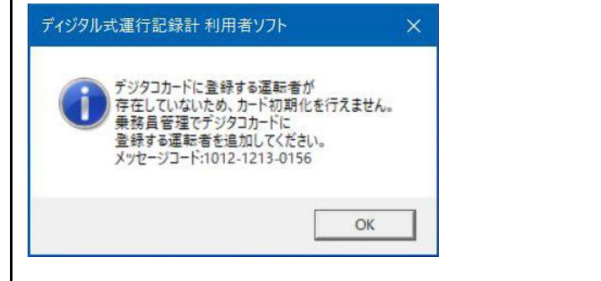 ディジタル式運行記録計 利用者ソフト
デジタコカードに登録する運転者が
存在していないため、カード初期化を行えません。
乗務員管理でデジタコカードに
登録する運転者を追加してください。
メッセージコード:1012-1213-0156
OK